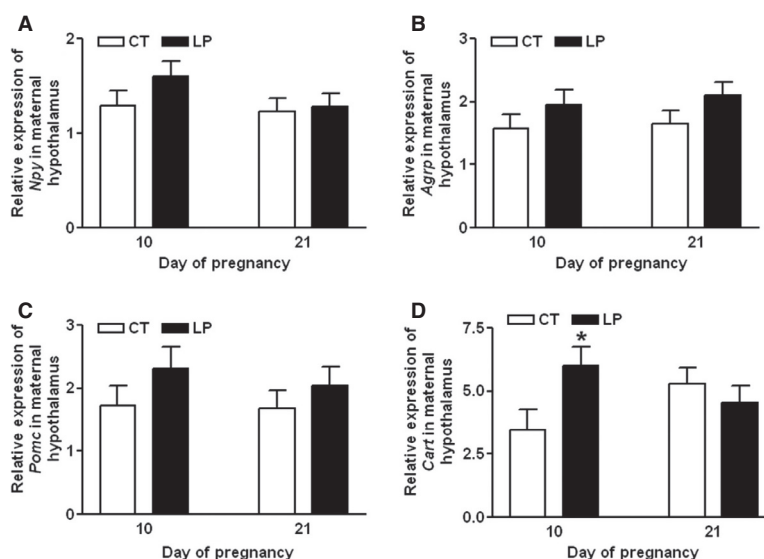 A
CT LP
Relative expression of
Npy in maternal
hypothalamus
2
1
0
10 21
Day of pregnancy
B
CT LP
Relative expression of
Agrp in maternal
hypothalamus
3
2
1
0
10 21
Day of pregnancy
C
CT LP
Relative expression of
Pomc in maternal
hypothalamus
3
2
1
0
10 21
Day of pregnancy
D
CT LP
Relative expression of
Cart in maternal
hypothalamus
7.5
5.0
2.5
0.0
*
10 21
Day of pregnancy